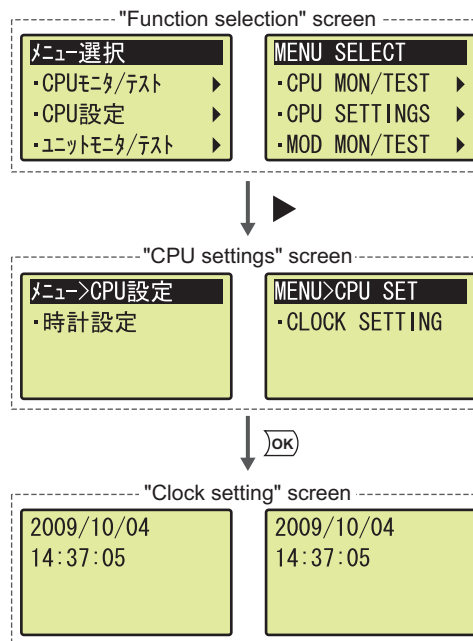 "Function selection" screen
ﾒﾆｭｰ選択
･CPUﾓﾆﾀ/ﾃｽﾄ ▶
･CPU設定 ▶
･ﾕﾆｯﾄﾓﾆﾀ/ﾃｽﾄ ▶
MENU SELECT
･CPU MON/TEST ▶
･CPU SETTINGS ▶
･MOD MON/TEST ▶
"CPU settings" screen
ﾒﾆｭｰ>CPU設定
･時計設定
MENU>CPU SET
･CLOCK SETTING
OK
"Clock setting" screen
2009/10/04
14:37:05
2009/10/04
14:37:05